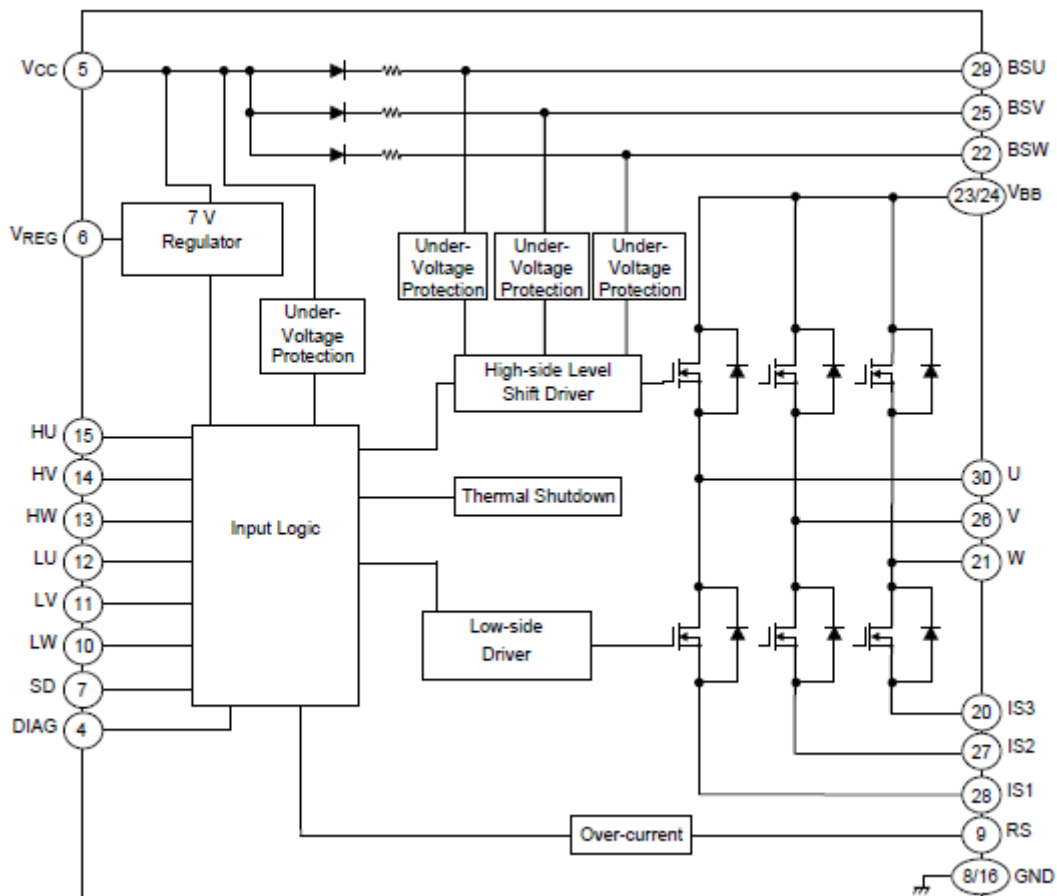 VCC 5
29 BSU
25 BSV
22 BSW
23/24 VBB
7 V
Regulator
VREG 6
Under-
Voltage
Protection
Under-
Voltage
Protection
Under-
Voltage
Protection
Under-
Voltage
Protection
High-side Level
Shift Driver
HU 15
HV 14
HW 13
LU 12
LV 11
LW 10
SD 7
DIAG 4
Input Logic
Thermal Shutdown
Low-side
Driver
30 U
26 V
21 W
20 IS3
27 IS2
28 IS1
Over-current
9 RS
8/16 GND